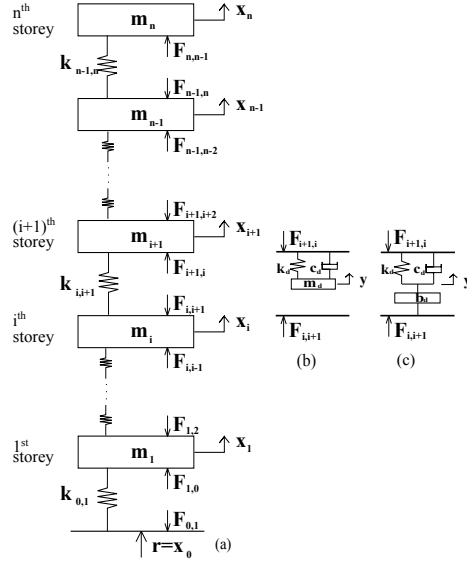 n^th
storey
m_n
x_n
F_n,n-1
k_n-1,n
F_n-1,n
m_n-1
x_n-1
F_n-1,n-2
(i+1)^th
storey
F_i+1,i+2
m_i+1
x_i+1
F_i+1,i
k_i,i+1
F_i,i+1
i^th
storey
m_i
x_i
F_i,i-1
1^st
storey
F_1,2
m_1
x_1
F_1,0
k_0,1
F_0,1
r=x_0
(a)
F_i+1,i
k_d
c_d
m_d
y
F_i,i+1
(b)
F_i+1,i
k_d
c_d
b_d
y
F_i,i+1
(c)